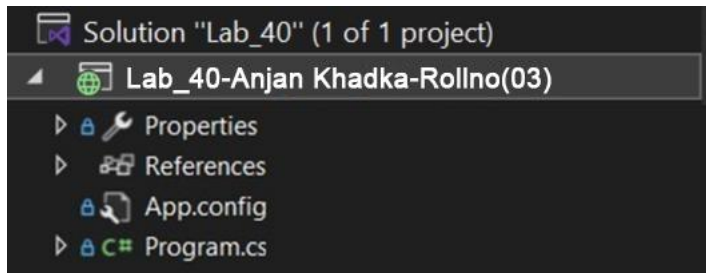 Solution "Lab_40" (1 of 1 project)
Lab_40-Anjan Khadka-Rollno(03)
Properties
References
App.config
C# Program.cs